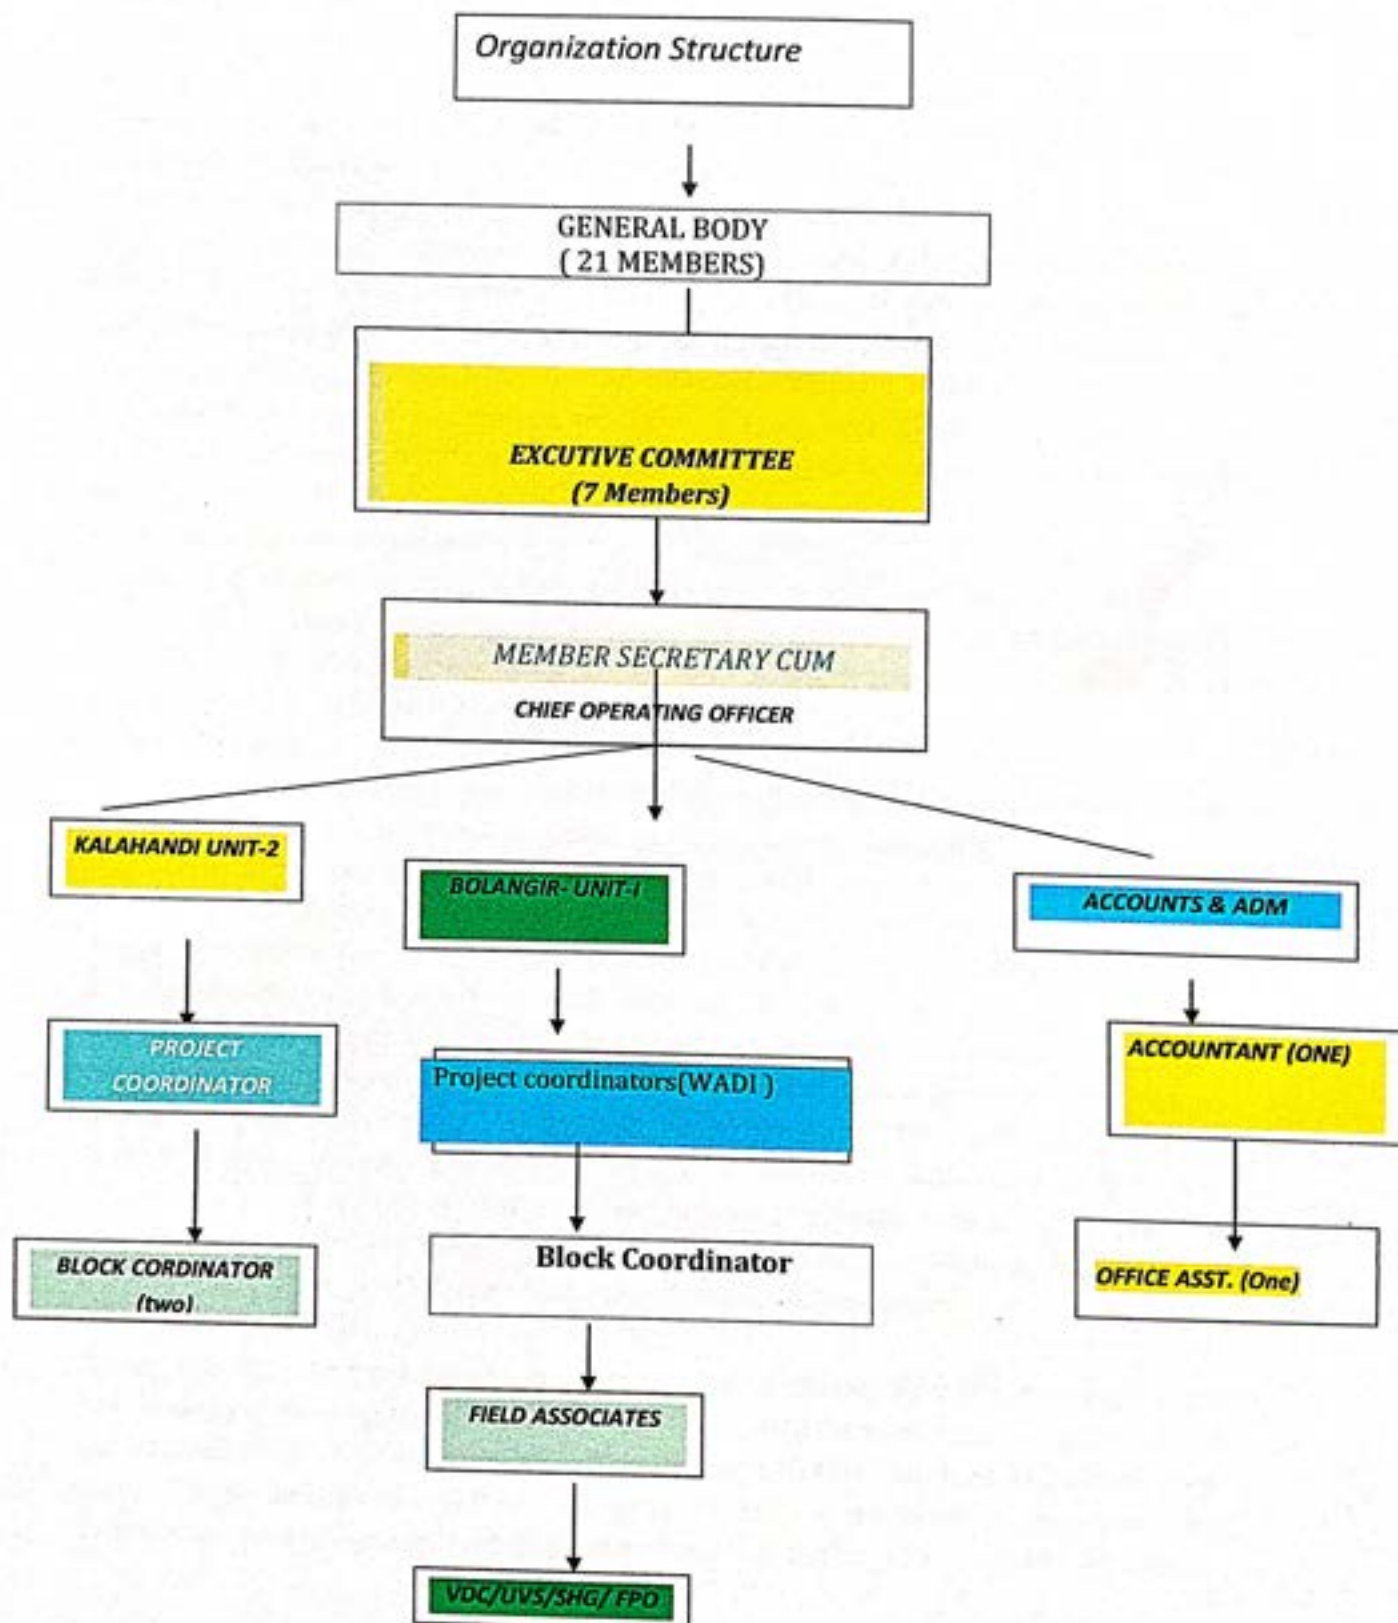 Organization Structure
GENERAL BODY
( 21 MEMBERS)
EXCUTIVE COMMITTEE
(7 Members)
MEMBER SECRETARY CUM
CHIEF OPERATING OFFICER
KALAHANDI UNIT-2
BOLANGIR- UNIT-I
ACCOUNTS & ADM
PROJECT
COORDINATOR
Project coordinators(WADI )
ACCOUNTANT (ONE)
BLOCK CORDINATOR
(two)
Block Coordinator
OFFICE ASST. (One)
FIELD ASSOCIATES
VDC/UVS/SHG/ FPO